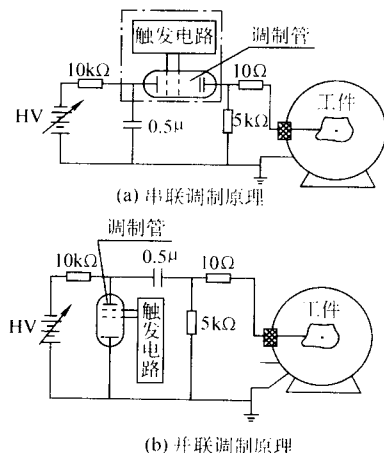 触发电路
调制管
10kΩ
10Ω
HV
0.5μ
5kΩ
工件
(a) 串联调制原理
调制管
0.5μ
10kΩ
10Ω
HV
触发电路
5kΩ
工件
(b) 并联调制原理